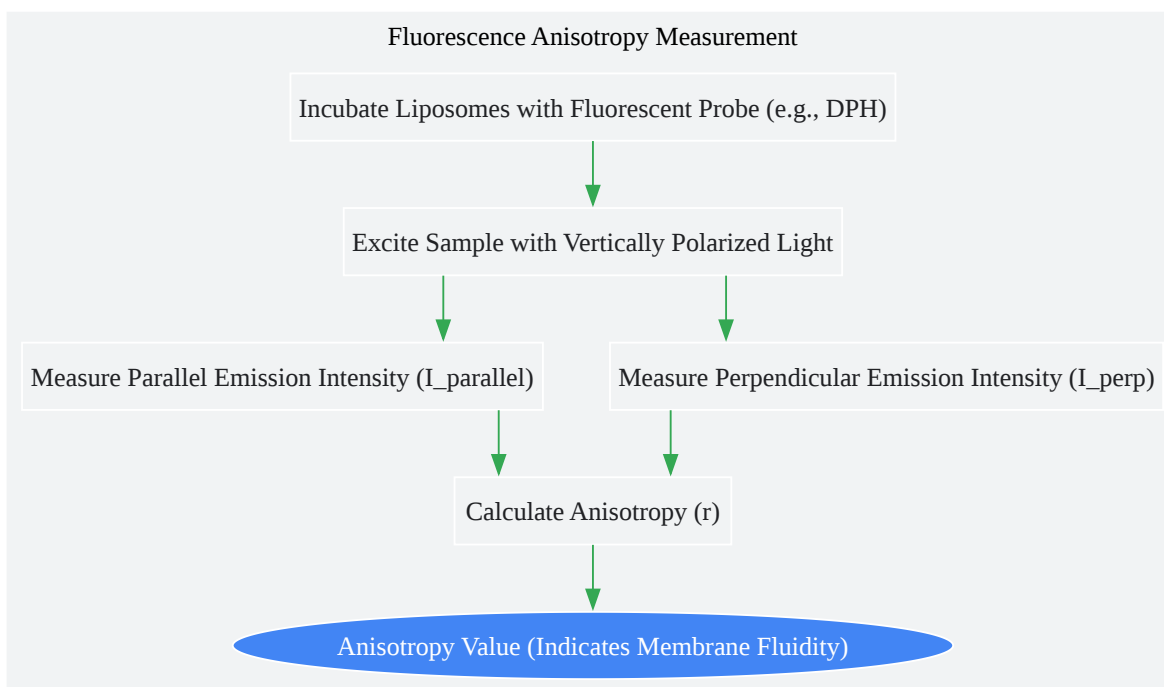 Fluorescence Anisotropy Measurement
Incubate Liposomes with Fluorescent Probe (e.g., DPH)
Excite Sample with Vertically Polarized Light
Measure Parallel Emission Intensity (I_parallel)
Measure Perpendicular Emission Intensity (I_perp)
Calculate Anisotropy (r)
Anisotropy Value (Indicates Membrane Fluidity)